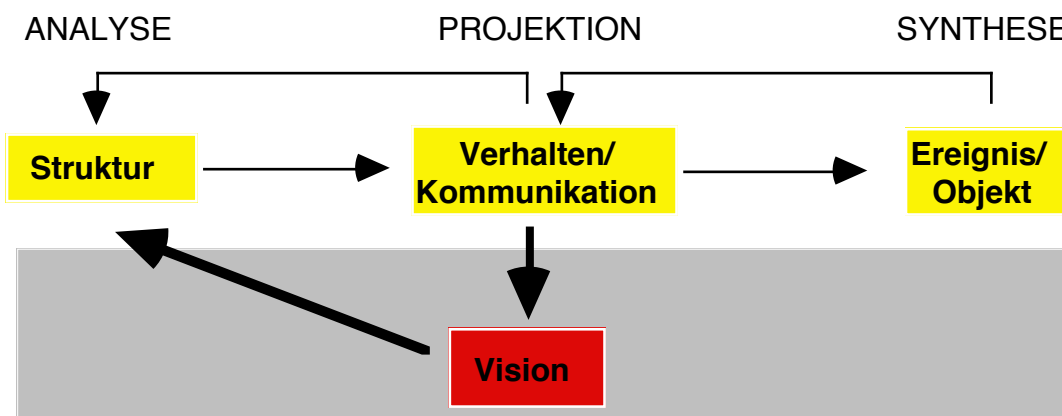 ANALYSE PROJEKTION SYNTHESE
Struktur
Verhalten/
Kommunikation
Ereignis/
Objekt
Vision